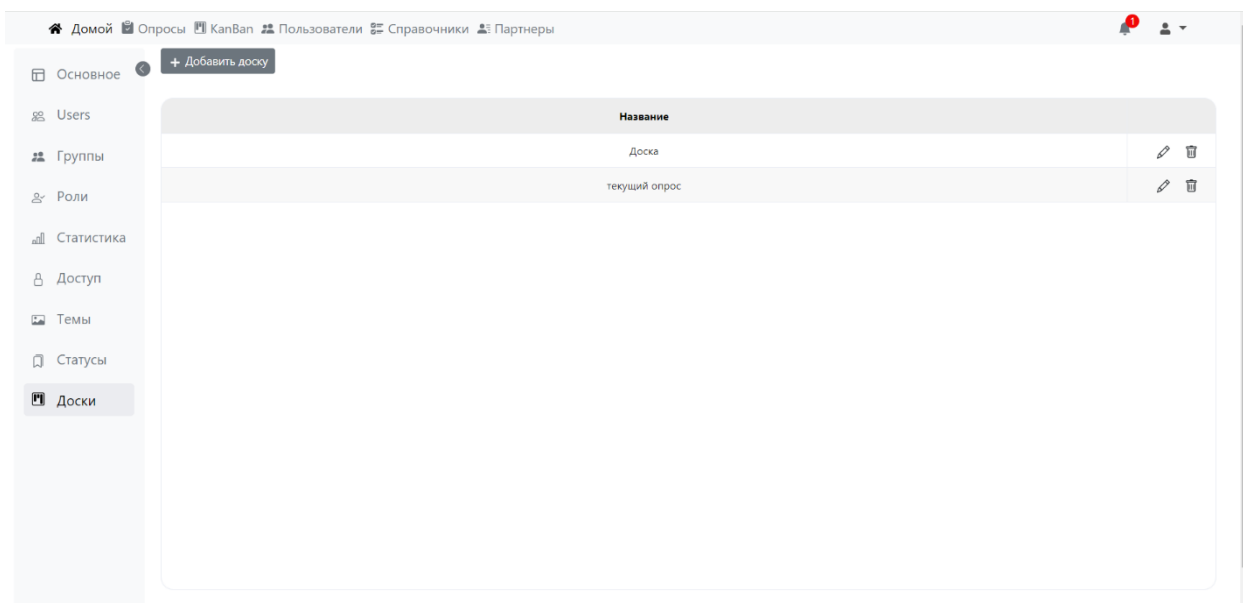 Домой Опросы KanBan Пользователи Справочники Партнеры 1
+ Добавить доску
Основное
Users
Группы
Роли
Статистика
Доступ
Темы
Статусы
Доски
Название
Доска
текущий опрос